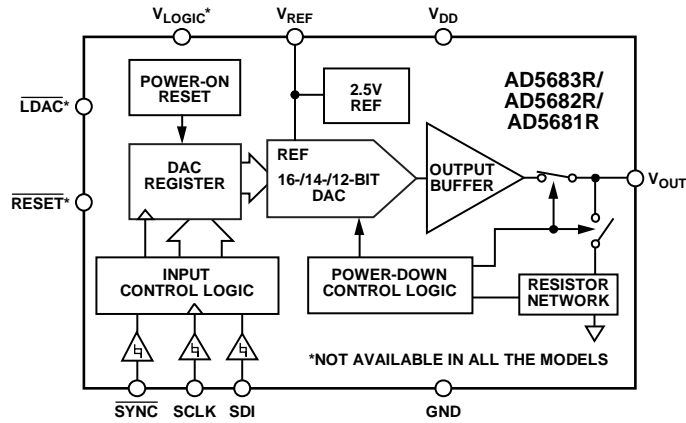 VLOGIC*
VREF
VDD
POWER-ON
RESET
2.5V
REF
AD5683R/
AD5682R/
AD5681R
LDAC*
DAC
REGISTER
REF
16-/14-/12-BIT
DAC
OUTPUT
BUFFER
VOUT
RESET*
INPUT
CONTROL LOGIC
POWER-DOWN
CONTROL LOGIC
RESISTOR
NETWORK
*NOT AVAILABLE IN ALL THE MODELS
SYNC
SCLK
SDI
GND